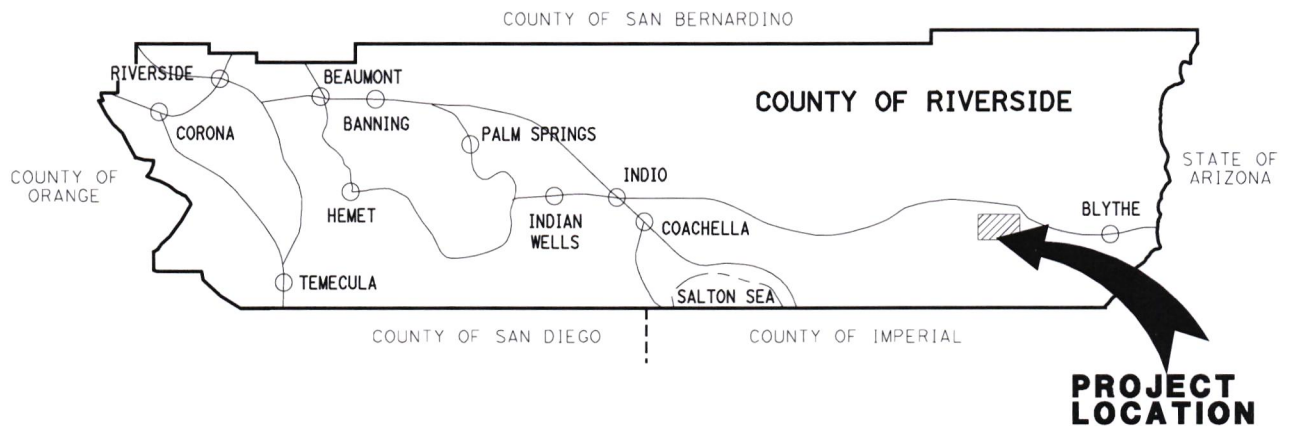 COUNTY OF SAN BERNARDINO
RIVERSIDE
BEAUMONT
COUNTY OF RIVERSIDE
BANNING
CORONA
PALM SPRINGS
COUNTY OF
ORANGE
STATE OF
ARIZONA
INDIO
HEMET
INDIAN
WELLS
COACHELLA
BLYTHE
TEMECULA
SALTON SEA
COUNTY OF SAN DIEGO
COUNTY OF IMPERIAL
PROJECT
LOCATION